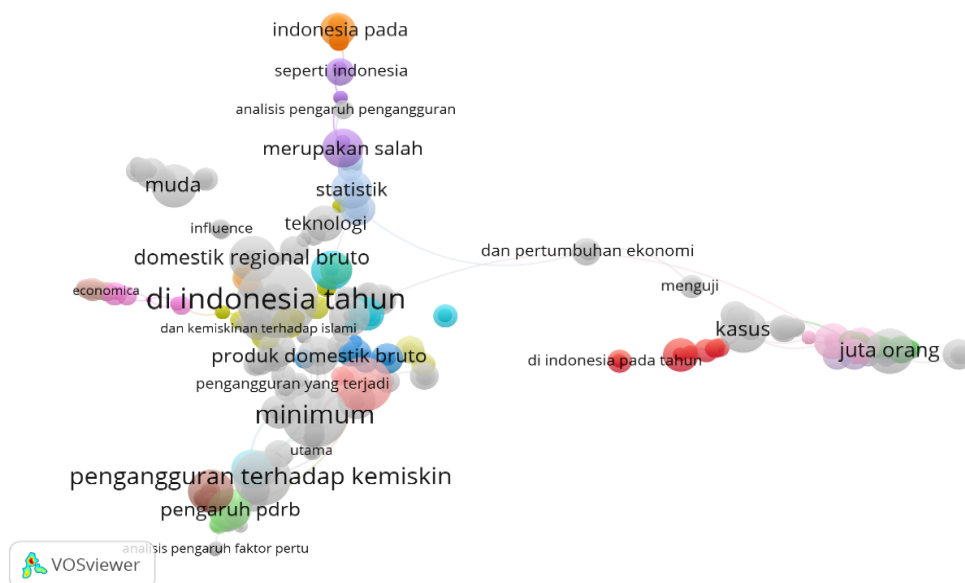 indonesia pada
seperti indonesia
analisis pengaruh pengangguran
merupakan salah
muda
statistik
teknologi
influence
domestik regional bruto
dan pertumbuhan ekonomi
menguji
economica
di indonesia tahun
dan kemiskinan terhadap islami
kasus
juta orang
produk domestik bruto
di indonesia pada tahun
pengangguran yang terjadi
minimum
utama
pengangguran terhadap kemiskin
pengaruh pdrb
analisis pengaruh faktor pertu
VOSviewer